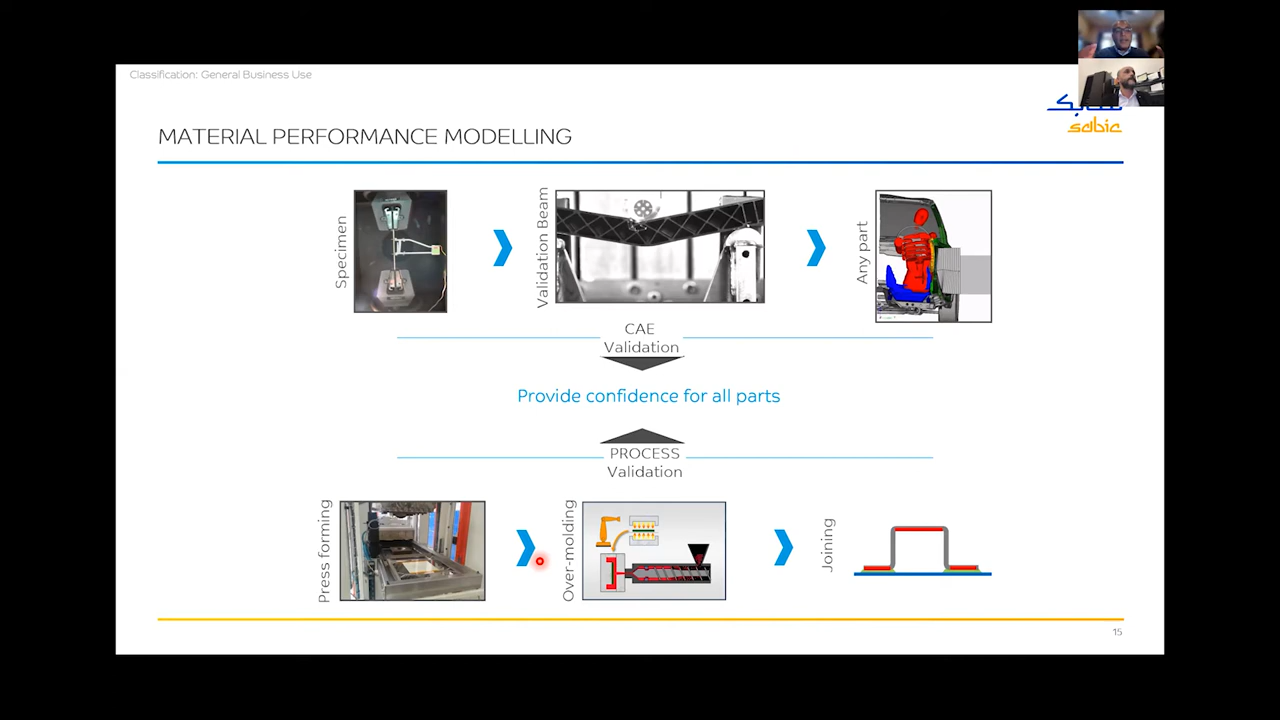 Classification: General Business Use
سابك
sabic
MATERIAL PERFORMANCE MODELLING
Specimen
Validation Beam
Any part
CAE
Validation
Provide confidence for all parts
PROCESS
Validation
Press forming
Over-molding
Joining
15